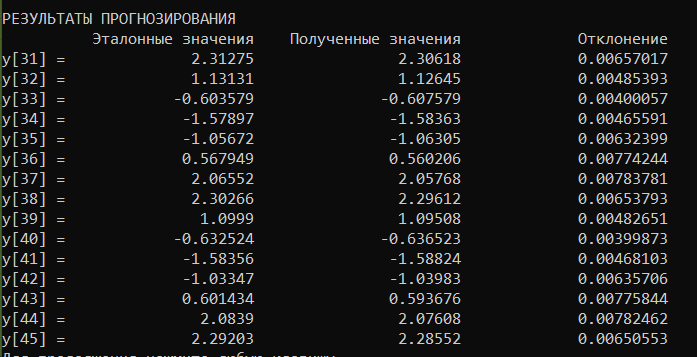 РЕЗУЛЬТАТЫ ПРОГНОЗИРОВАНИЯ
Эталонные значения Полученные значения Отклонение
y[31] = 2.31275 2.30618 0.00657017
y[32] = 1.13131 1.12645 0.00485393
y[33] = -0.603579 -0.607579 0.00400057
y[34] = -1.57897 -1.58363 0.00465591
y[35] = -1.05672 -1.06305 0.00632399
y[36] = 0.567949 0.560206 0.00774244
y[37] = 2.06552 2.05768 0.00783781
y[38] = 2.30266 2.29612 0.00653793
y[39] = 1.0999 1.09508 0.00482651
y[40] = -0.632524 -0.636523 0.00399873
y[41] = -1.58356 -1.58824 0.00468103
y[42] = -1.03347 -1.03983 0.00635706
y[43] = 0.601434 0.593676 0.00775844
y[44] = 2.0839 2.07608 0.00782462
y[45] = 2.29203 2.28552 0.00650553